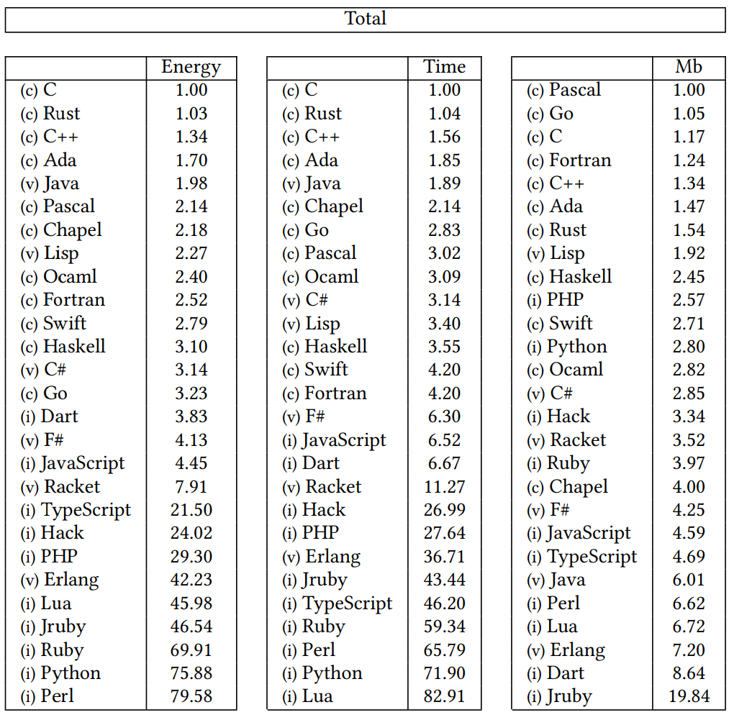 Total
Energy Time Mb
(c) C 1.00 (c) C 1.00 (c) Pascal 1.00
(c) Rust 1.03 (c) Rust 1.04 (c) Go 1.05
(c) C++ 1.34 (c) C++ 1.56 (c) C 1.17
(c) Ada 1.70 (c) Ada 1.85 (c) Fortran 1.24
(v) Java 1.98 (v) Java 1.89 (c) C++ 1.34
(c) Pascal 2.14 (c) Chapel 2.14 (c) Ada 1.47
(c) Chapel 2.18 (c) Go 2.83 (c) Rust 1.54
(v) Lisp 2.27 (c) Pascal 3.02 (v) Lisp 1.92
(c) Ocaml 2.40 (c) Ocaml 3.09 (c) Haskell 2.45
(c) Fortran 2.52 (v) C# 3.14 (i) PHP 2.57
(c) Swift 2.79 (v) Lisp 3.40 (c) Swift 2.71
(c) Haskell 3.10 (c) Haskell 3.55 (i) Python 2.80
(v) C# 3.14 (c) Swift 4.20 (c) Ocaml 2.82
(c) Go 3.23 (c) Fortran 4.20 (v) C# 2.85
(i) Dart 3.83 (v) F# 6.30 (i) Hack 3.34
(v) F# 4.13 (i) JavaScript 6.52 (v) Racket 3.52
(i) JavaScript 4.45 (i) Dart 6.67 (i) Ruby 3.97
(v) Racket 7.91 (v) Racket 11.27 (c) Chapel 4.00
(i) TypeScript 21.50 (i) Hack 26.99 (v) F# 4.25
(i) Hack 24.02 (i) PHP 27.64 (i) JavaScript 4.59
(i) PHP 29.30 (v) Erlang 36.71 (i) TypeScript 4.69
(v) Erlang 42.23 (i) Jruby 43.44 (v) Java 6.01
(i) Lua 45.98 (i) TypeScript 46.20 (i) Perl 6.62
(i) Jruby 46.54 (i) Ruby 59.34 (i) Lua 6.72
(i) Ruby 69.91 (i) Perl 65.79 (v) Erlang 7.20
(i) Python 75.88 (i) Python 71.90 (i) Dart 8.64
(i) Perl 79.58 (i) Lua 82.91 (i) Jruby 19.84